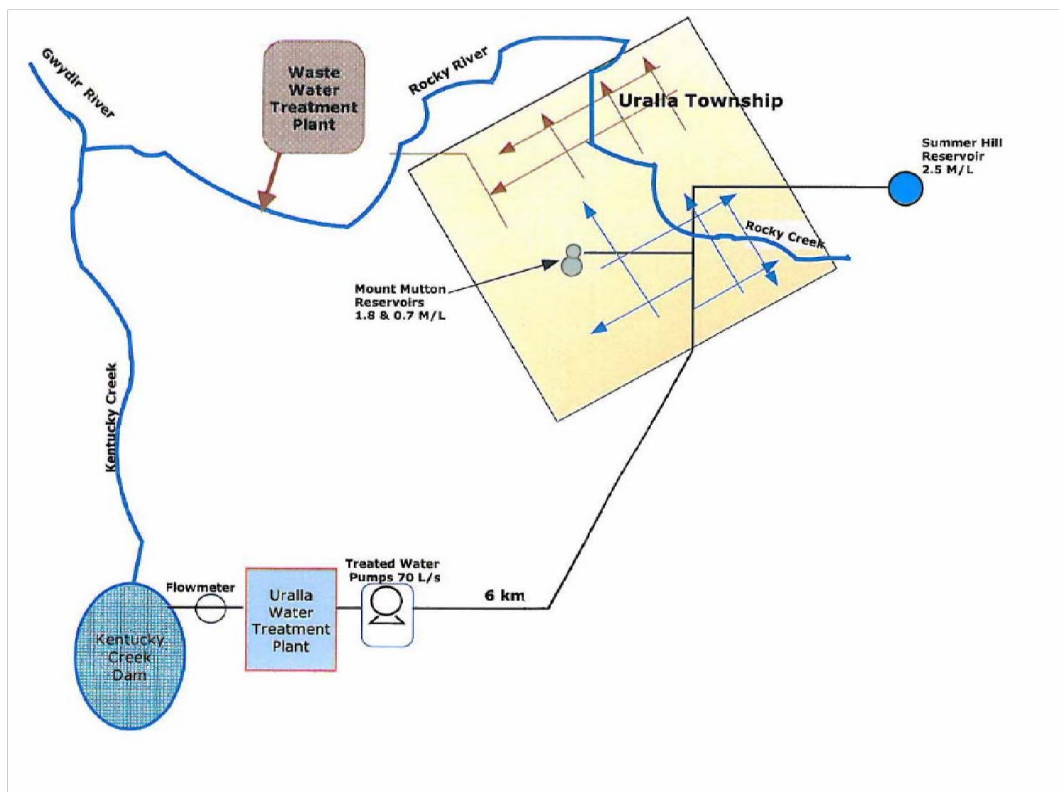 Gwydir River
Waste
Water
Treatment
Plant
Rocky River
Uralla Township
Summer Hill
Reservoir
2.5 M/L
Rocky Creek
Mount Mutton
Reservoirs
1.8 & 0.7 M/L
Kentucky Creek
Treated Water
Pumps 70 L/s
Flowmeter
6 km
Uralla
Water
Treatment
Plant
Kentucky
Creek
Dam